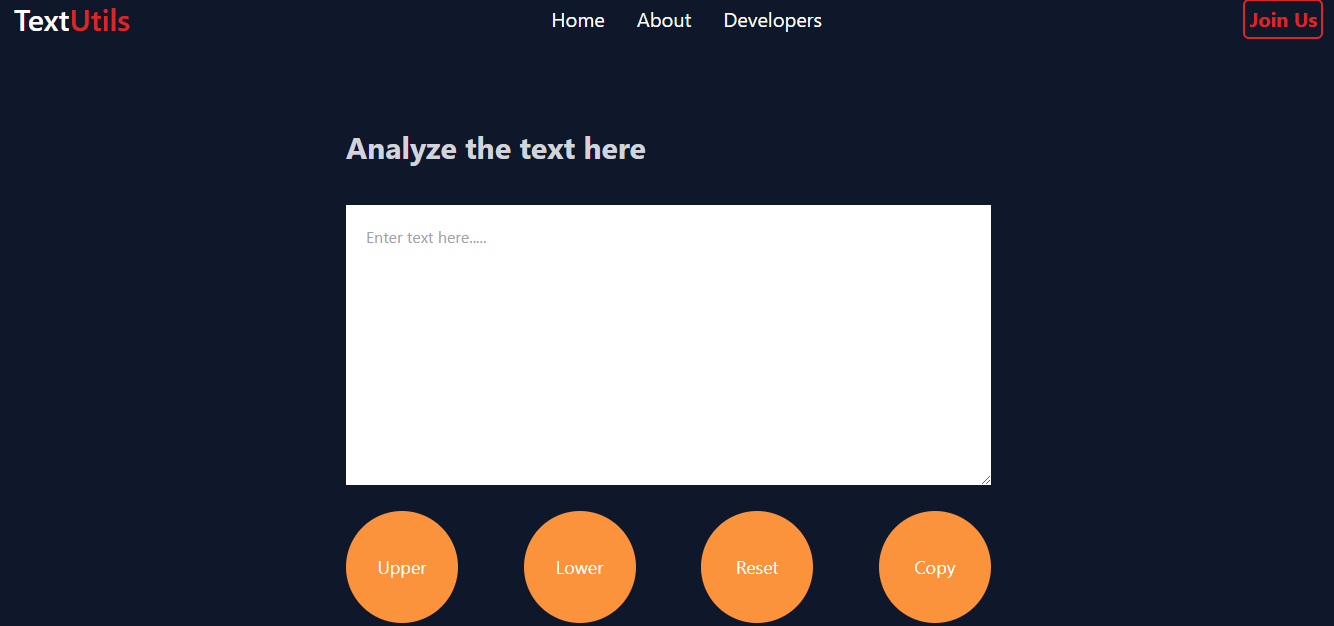 TextUtils Home About Developers Join Us
Analyze the text here
Enter text here.....
Upper Lower Reset Copy